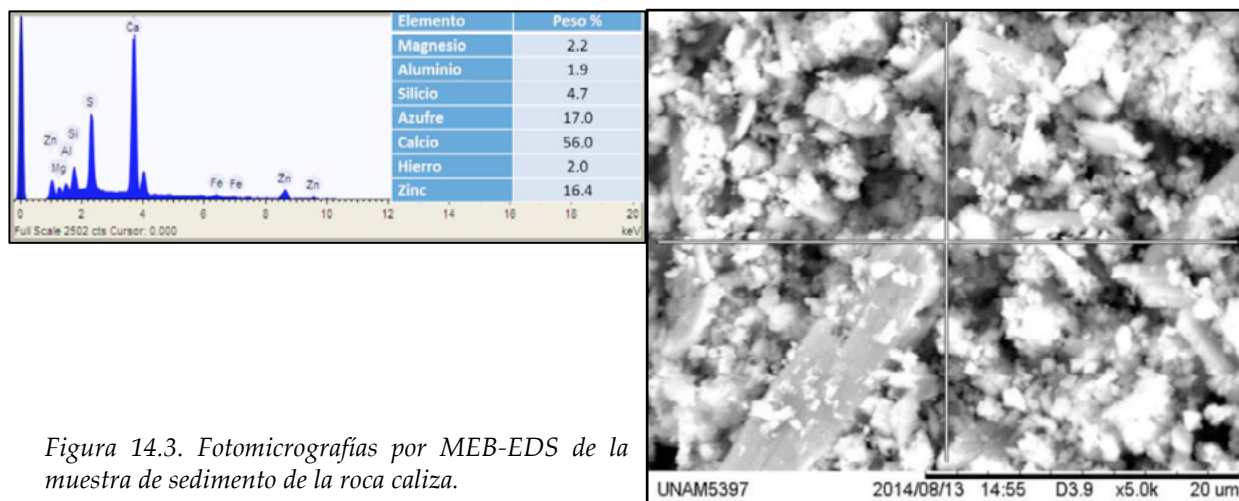 Elemento Peso %
Magnesio 2.2
Aluminio 1.9
Silicio 4.7
Azufre 17.0
Calcio 56.0
Hierro 2.0
Zinc 16.4
Ca
S
Zn Si
Al
Mg
Fe Fe Zn Zn
0 2 4 6 8 10 12 14 16 18 20
Full Scale 2502 cts Cursor: 0.000 keV
Figura 14.3. Fotomicrografías por MEB-EDS de la
muestra de sedimento de la roca caliza.
UNAM5397 2014/08/13 14:55 D3.9 x5.0k 20 um